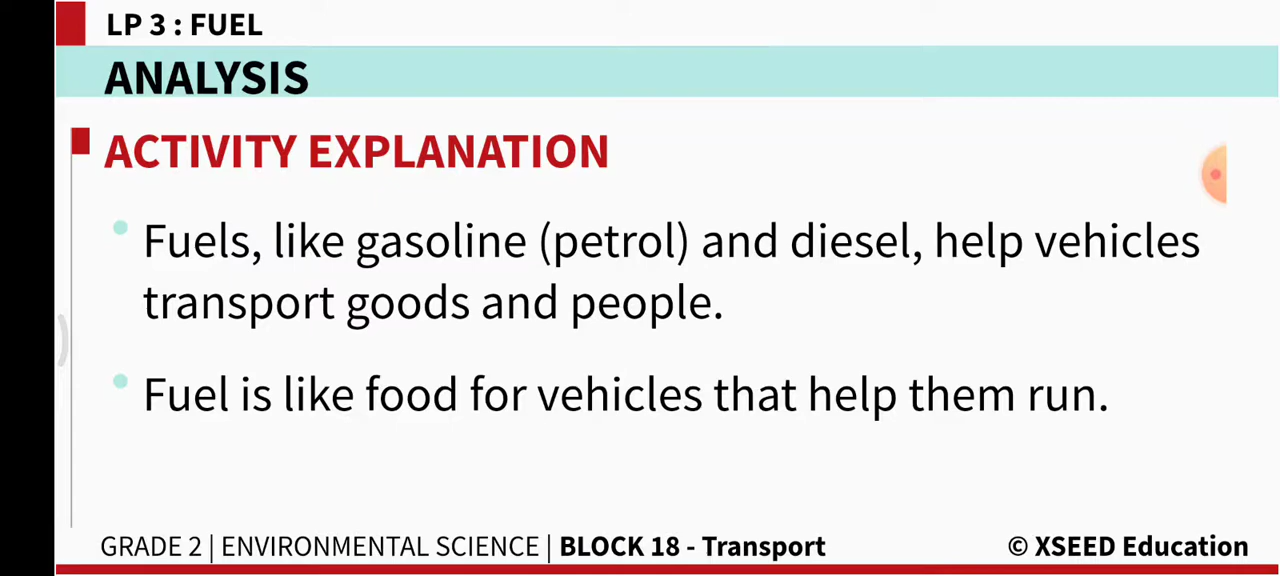 LP 3 : FUEL
ANALYSIS
ACTIVITY EXPLANATION
Fuels, like gasoline (petrol) and diesel, help vehicles
transport goods and people.
Fuel is like food for vehicles that help them run.
GRADE 2 | ENVIRONMENTAL SCIENCE | BLOCK 18 - Transport © XSEED Education